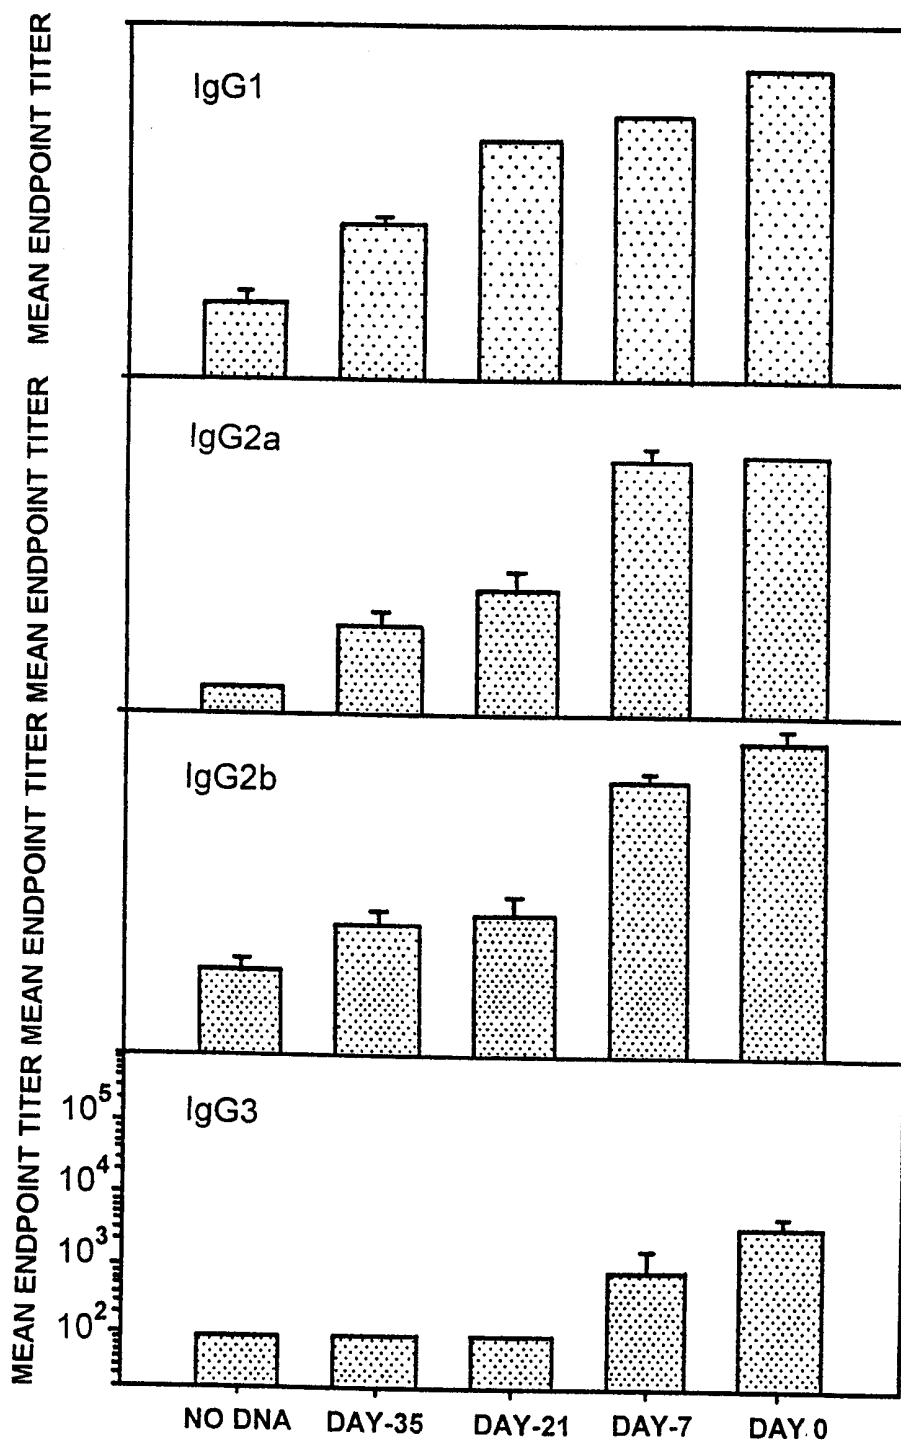 MEAN ENDPOINT TITER
IgG1
MEAN ENDPOINT TITER
IgG2a
MEAN ENDPOINT TITER
IgG2b
MEAN ENDPOINT TITER
IgG3
10⁵
10⁴
10³
10²
NO DNA DAY-35 DAY-21 DAY-7 DAY 0